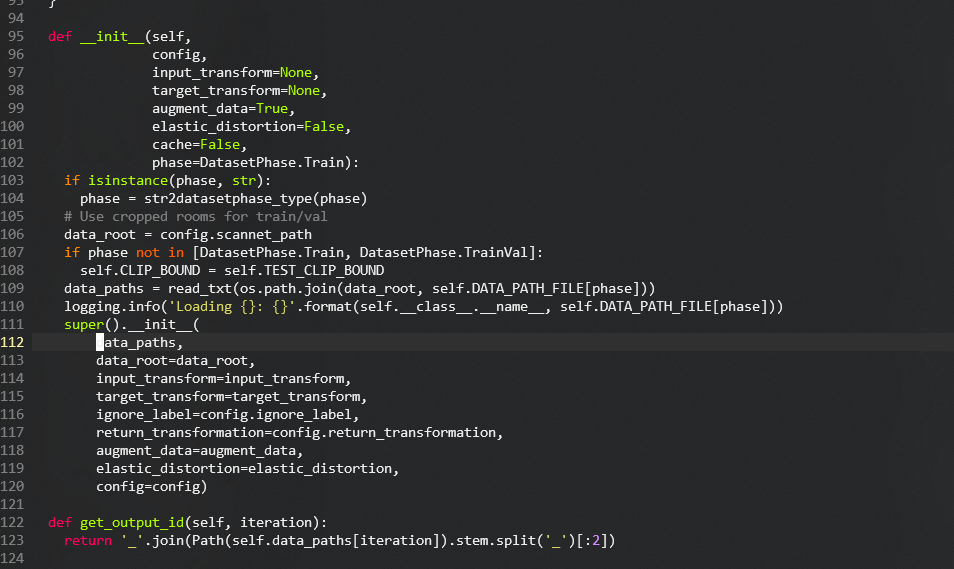 93   }
94
95   def __init__(self,
96                config,
97                input_transform=None,
98                target_transform=None,
99                augment_data=True,
100               elastic_distortion=False,
101               cache=False,
102               phase=DatasetPhase.Train):
103    if isinstance(phase, str):
104      phase = str2datasetphase_type(phase)
105    # Use cropped rooms for train/val
106    data_root = config.scannet_path
107    if phase not in [DatasetPhase.Train, DatasetPhase.TrainVal]:
108      self.CLIP_BOUND = self.TEST_CLIP_BOUND
109    data_paths = read_txt(os.path.join(data_root, self.DATA_PATH_FILE[phase]))
110    logging.info('Loading {}: {}'.format(self.__class__.__name__, self.DATA_PATH_FILE[phase]))
111    super().__init__(
112        data_paths,
113        data_root=data_root,
114        input_transform=input_transform,
115        target_transform=target_transform,
116        ignore_label=config.ignore_label,
117        return_transformation=config.return_transformation,
118        augment_data=augment_data,
119        elastic_distortion=elastic_distortion,
120        config=config)
121
122  def get_output_id(self, iteration):
123    return '_'.join(Path(self.data_paths[iteration]).stem.split('_')[:2])
124